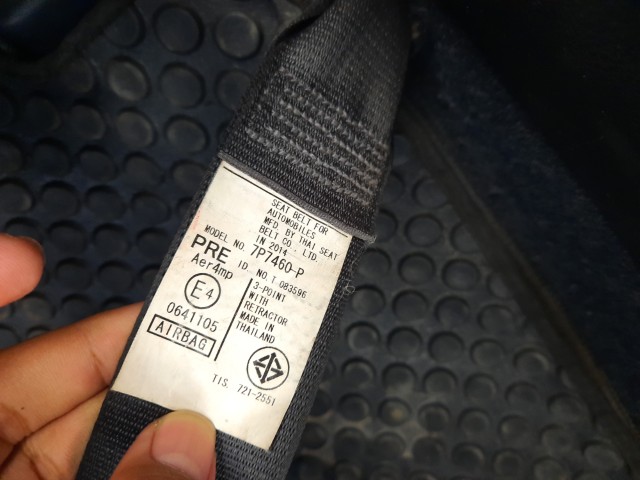 SEAT BELT FOR
AUTOMOBILES
MFD. BY THAI SEAT
BELT CO., LTD.
IN 2014
MODEL NO. 7P7460-P
PRE ID. NO.T 083596
Aer4mp
3-POINT
WITH
RETRACTOR
MADE IN
THAILAND
E4
0641105
AIRBAG
TIS. 721-2551